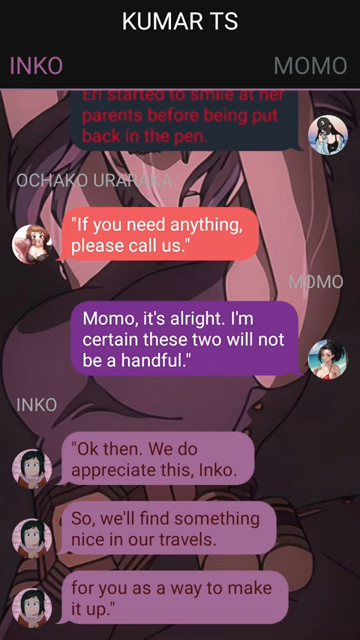 KUMAR TS
INKO
MOMO
Eri started to smile at her
parents before being put
back in the pen.
OCHAKO URARAKA
"If you need anything,
please call us."
MOMO
Momo, it's alright. I'm
certain these two will not
be a handful."
INKO
"Ok then. We do
appreciate this, Inko.
So, we'll find something
nice in our travels.
for you as a way to make
it up."